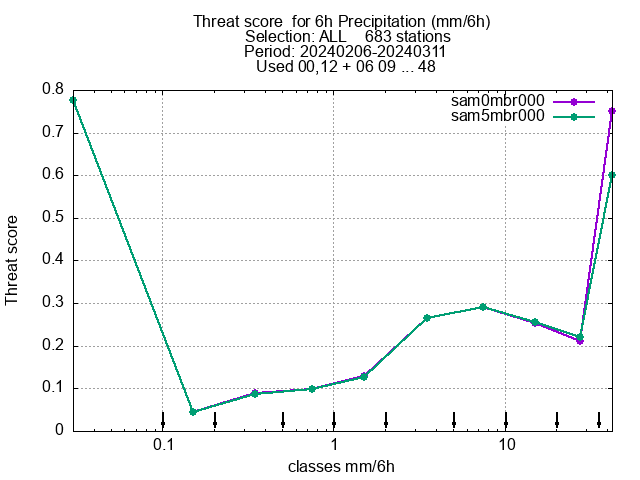 Threat score  for 6h Precipitation (mm/6h)
Selection: ALL    683 stations
Period: 20240206-20240311
Used 00,12 + 06 09 ... 48
sam0mbr000
sam5mbr000
0.8
0.7
0.6
0.5
0.4
0.3
0.2
0.1
0
Threat score
0.1 1 10
classes mm/6h